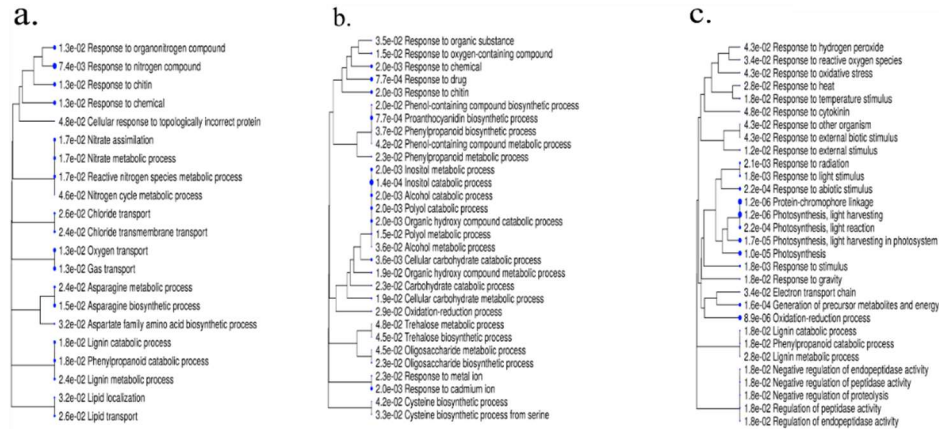 a.
1.3e-02 Response to organonitrogen compound
7.4e-03 Response to nitrogen compound
1.3e-02 Response to chitin
1.3e-02 Response to chemical
4.8e-02 Cellular response to topologically incorrect protein
1.7e-02 Nitrate assimilation
1.7e-02 Nitrate metabolic process
1.7e-02 Reactive nitrogen species metabolic process
4.6e-02 Nitrogen cycle metabolic process
2.6e-02 Chloride transport
2.4e-02 Chloride transmembrane transport
1.3e-02 Oxygen transport
1.3e-02 Gas transport
2.4e-02 Asparagine metabolic process
1.5e-02 Asparagine biosynthetic process
3.2e-02 Aspartate family amino acid biosynthetic process
1.8e-02 Lignin catabolic process
1.8e-02 Phenylpropanoid catabolic process
2.4e-02 Lignin metabolic process
3.2e-02 Lipid localization
2.6e-02 Lipid transport
b.
3.5e-02 Response to organic substance
1.5e-02 Response to oxygen-containing compound
2.0e-03 Response to chemical
7.7e-04 Response to drug
2.0e-03 Response to chitin
2.0e-02 Phenol-containing compound biosynthetic process
7.7e-04 Proanthocyanidin biosynthetic process
3.7e-02 Phenylpropanoid biosynthetic process
4.2e-02 Phenol-containing compound metabolic process
2.3e-02 Phenylpropanoid metabolic process
2.0e-03 Inositol metabolic process
1.4e-04 Inositol catabolic process
2.0e-03 Alcohol catabolic process
2.0e-03 Polyol catabolic process
2.0e-03 Organic hydroxy compound catabolic process
1.5e-02 Polyol metabolic process
3.6e-02 Alcohol metabolic process
3.6e-03 Cellular carbohydrate catabolic process
1.9e-02 Organic hydroxy compound metabolic process
2.3e-02 Carbohydrate catabolic process
1.9e-02 Cellular carbohydrate metabolic process
2.9e-02 Oxidation-reduction process
4.8e-02 Trehalose metabolic process
4.5e-02 Trehalose biosynthetic process
4.5e-02 Oligosaccharide metabolic process
2.3e-02 Oligosaccharide biosynthetic process
2.3e-02 Response to metal ion
2.0e-03 Response to cadmium ion
4.2e-02 Cysteine biosynthetic process
3.3e-02 Cysteine biosynthetic process from serine
c.
4.3e-02 Response to hydrogen peroxide
3.4e-02 Response to reactive oxygen species
4.3e-02 Response to oxidative stress
2.8e-02 Response to heat
1.8e-02 Response to temperature stimulus
4.8e-02 Response to cytokinin
4.3e-02 Response to other organism
4.3e-02 Response to external biotic stimulus
1.2e-02 Response to external stimulus
2.1e-03 Response to radiation
1.8e-03 Response to light stimulus
2.2e-04 Response to abiotic stimulus
1.2e-06 Protein-chromophore linkage
1.2e-06 Photosynthesis, light harvesting
2.2e-04 Photosynthesis, light reaction
1.7e-05 Photosynthesis, light harvesting in photosystem
1.0e-05 Photosynthesis
1.8e-03 Response to stimulus
1.8e-02 Response to gravity
3.4e-02 Electron transport chain
1.6e-04 Generation of precursor metabolites and energy
8.9e-06 Oxidation-reduction process
1.8e-02 Lignin catabolic process
1.8e-02 Phenylpropanoid catabolic process
2.8e-02 Lignin metabolic process
1.8e-02 Negative regulation of endopeptidase activity
1.8e-02 Negative regulation of peptidase activity
1.8e-02 Negative regulation of proteolysis
1.8e-02 Regulation of peptidase activity
1.8e-02 Regulation of endopeptidase activity